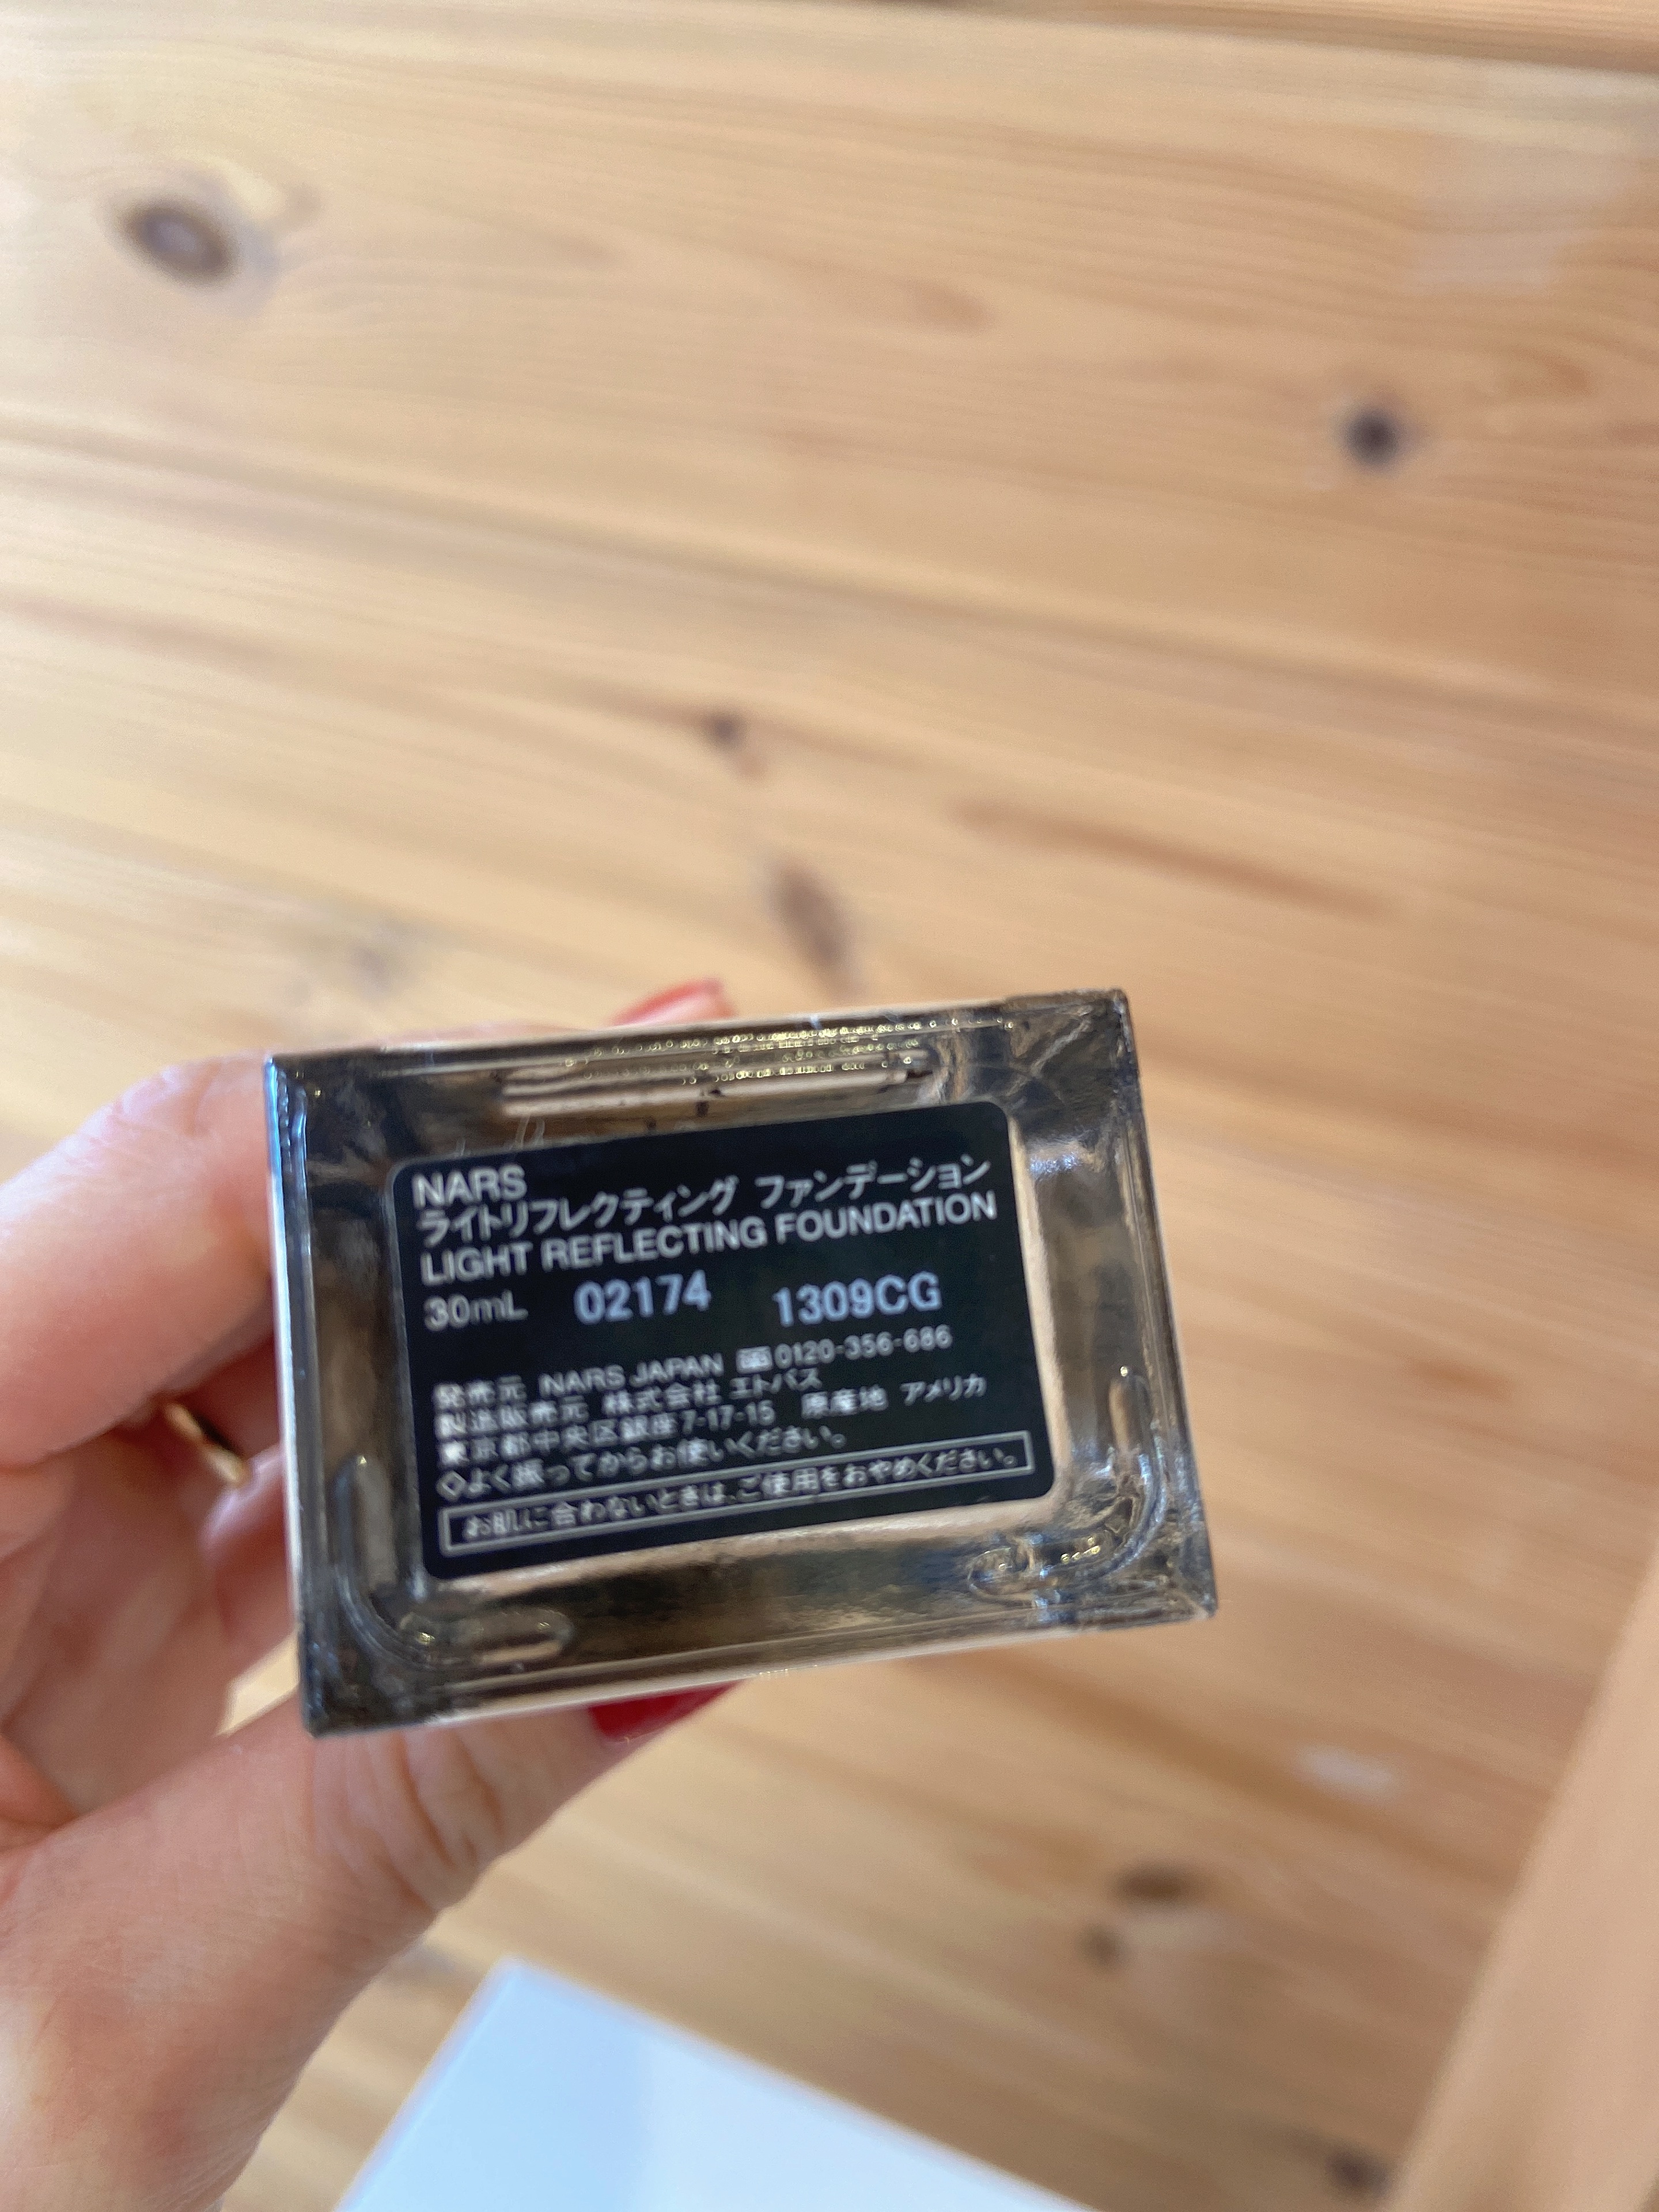 NARS
ライトリフレクティング ファンデーション
LIGHT REFLECTING FOUNDATION
30mL 02174 1309CG
発売元 NARS JAPAN 0120-356-686
製造販売元 株式会社 エトバス
東京都中央区銀座7-17-15 原産地 アメリカ
◇よく振ってからお使いください。
お肌に合わないときは、ご使用をおやめください。